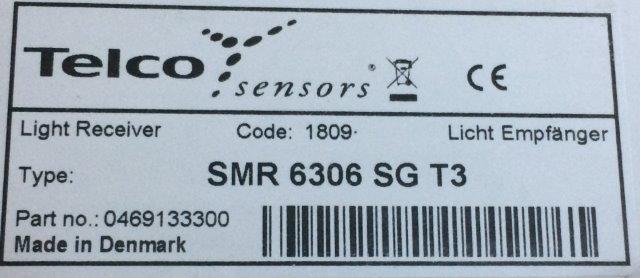 Telco
sensors®
CE
Light Receiver Code: 1809· Licht Empfänger
Type: SMR 6306 SG T3
Part no.: 0469133300
Made in Denmark